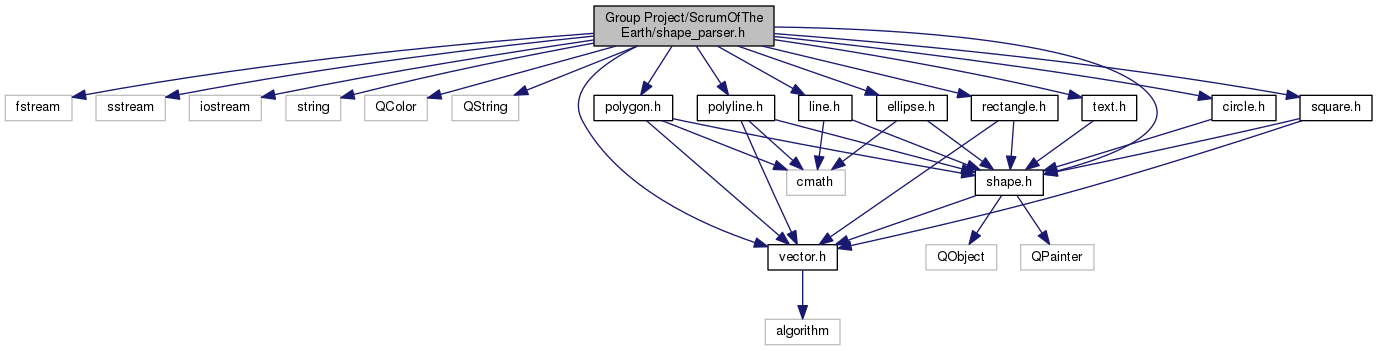 Group Project/ScrumOfThe
Earth/shape_parser.h
fstream
sstream
iostream
string
QColor
QString
polygon.h
polyline.h
line.h
ellipse.h
rectangle.h
text.h
circle.h
square.h
cmath
shape.h
vector.h
QObject
QPainter
algorithm